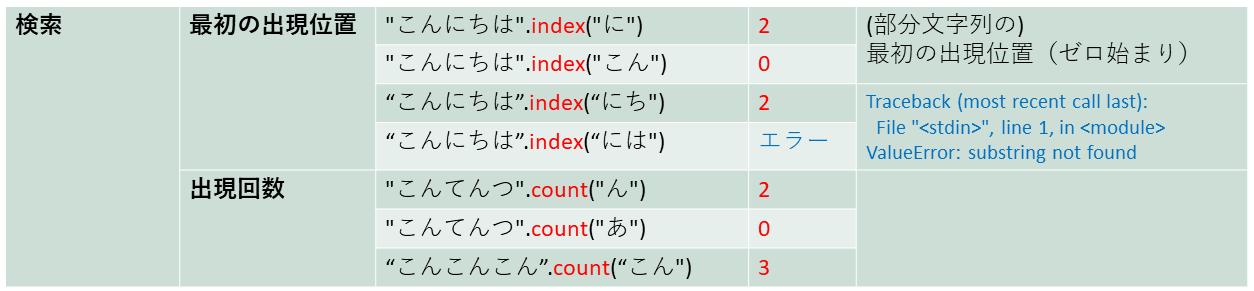 検索
最初の出現位置
"こんにちは".index("に")
2
(部分文字列の)
最初の出現位置（ゼロ始まり）
"こんにちは".index("こん")
0
“こんにちは”.index(“にち")
2
Traceback (most recent call last):
File "<stdin>", line 1, in <module>
ValueError: substring not found
“こんにちは”.index(“には")
エラー
出現回数
"こんてんつ".count("ん")
2
"こんてんつ".count("あ")
0
“こんこんこん”.count(“こん")
3